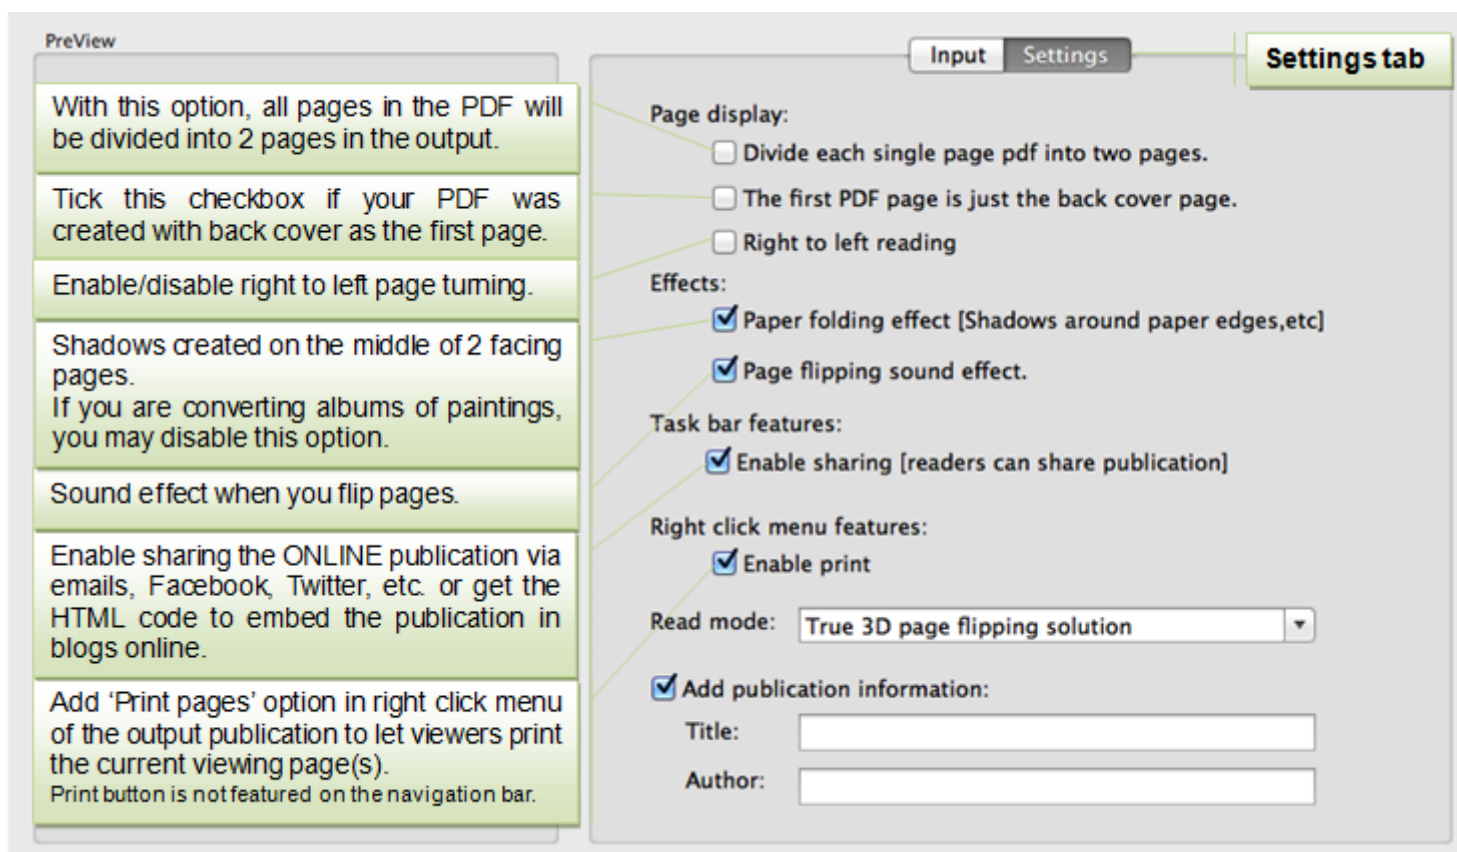 PreView
Input
Settings
Settings tab
With this option, all pages in the PDF will
be divided into 2 pages in the output.
Tick this checkbox if your PDF was
created with back cover as the first page.
Enable/disable right to left page turning.
Shadows created on the middle of 2 facing
pages.
If you are converting albums of paintings,
you may disable this option.
Sound effect when you flip pages.
Enable sharing the ONLINE publication via
emails, Facebook, Twitter, etc. or get the
HTML code to embed the publication in
blogs online.
Add ‘Print pages’ option in right click menu
of the output publication to let viewers print
the current viewing page(s).
Print button is not featured on the navigation bar.
Page display:
Divide each single page pdf into two pages.
The first PDF page is just the back cover page.
Right to left reading
Effects:
Paper folding effect [Shadows around paper edges,etc]
Page flipping sound effect.
Task bar features:
Enable sharing [readers can share publication]
Right click menu features:
Enable print
Read mode: True 3D page flipping solution
Add publication information:
Title:
Author: